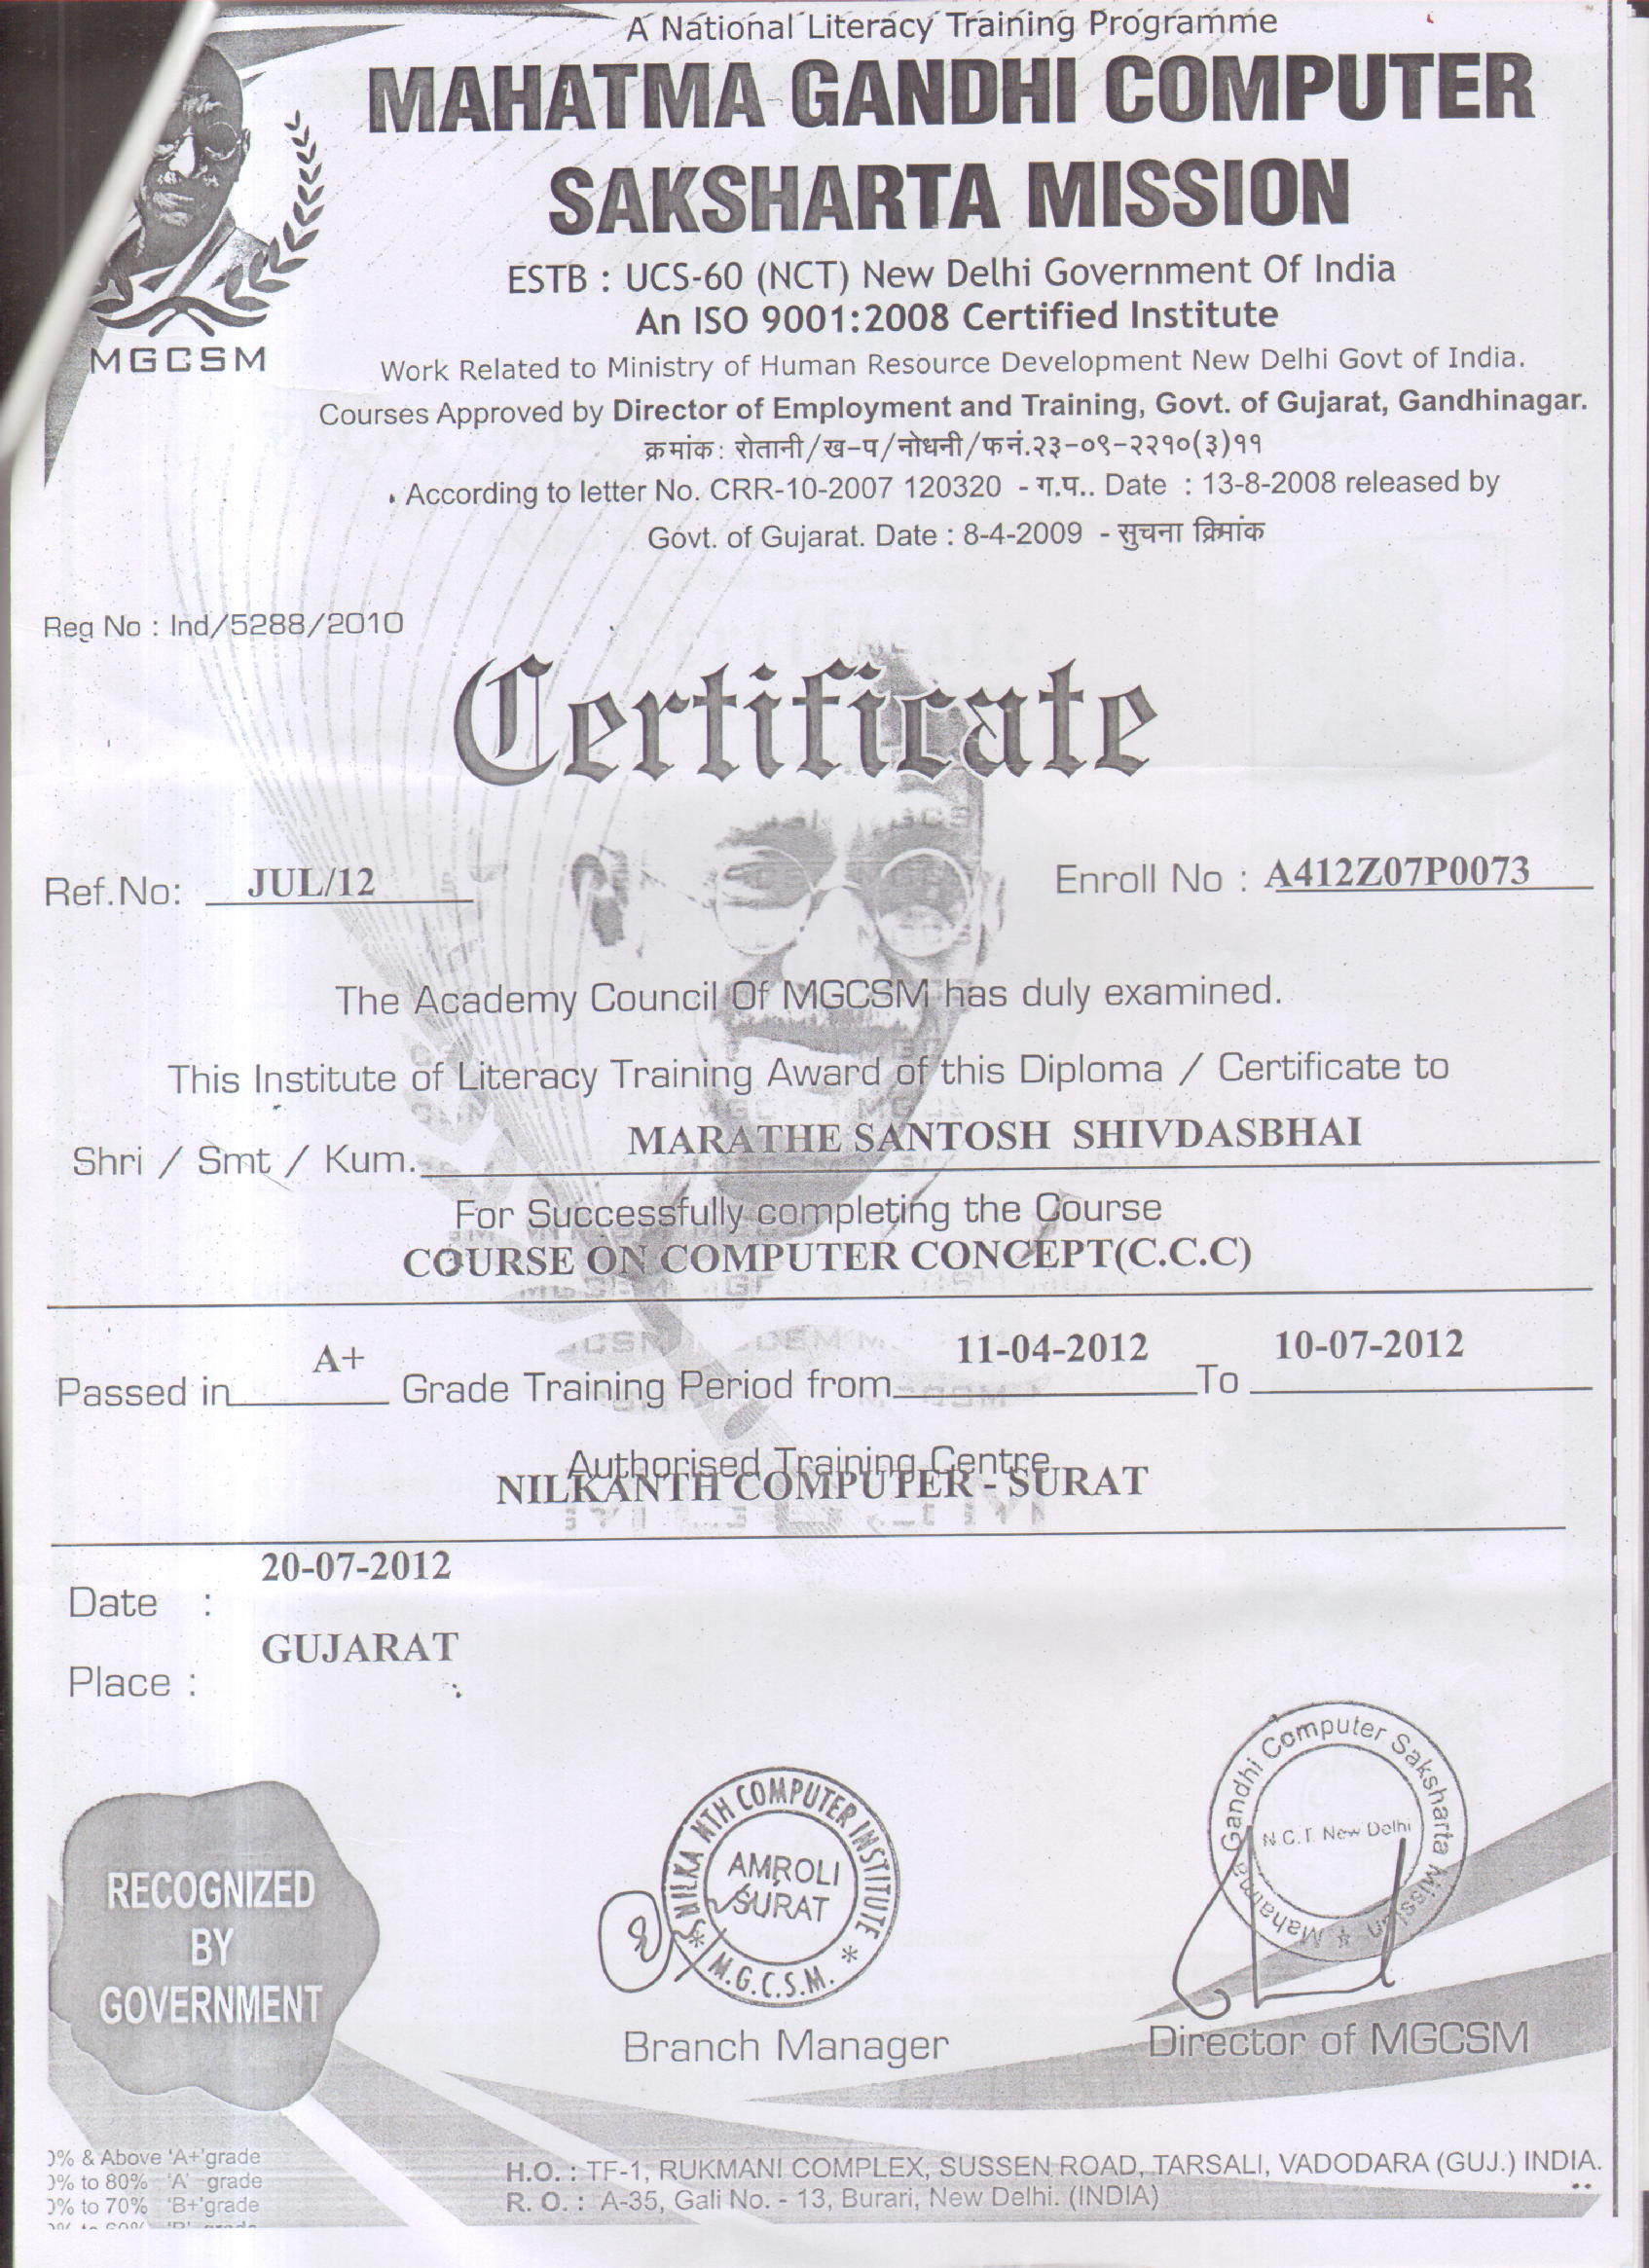 A National Literacy Training Programme
MAHATMA GANDHI COMPUTER
SAKSHARTA MISSION
ESTB : UCS-60 (NCT) New Delhi Government Of India
An ISO 9001:2008 Certified Institute
MGCSM
Work Related to Ministry of Human Resource Development New Delhi Govt of India.
Courses Approved by Director of Employment and Training, Govt. of Gujarat, Gandhinagar.
क्रमांक: रोतानी/ख-प/नोधनी/फनं.२३-०९-२२१०(३)११
According to letter No. CRR-10-2007 120320 - ग.प.. Date : 13-8-2008 released by
Govt. of Gujarat. Date : 8-4-2009 - सुचना क्रिमांक
Reg No : Ind/5288/2010
Certificate
Ref.No: JUL/12 Enroll No : A412Z07P0073
The Academy Council Of MGCSM has duly examined.
This Institute of Literacy Training Award of this Diploma / Certificate to
Shri / Smt / Kum. MARATHE SANTOSH SHIVDASBHAI
For Successfully completing the Course
COURSE ON COMPUTER CONCEPT(C.C.C)
Passed in A+ Grade Training Period from 11-04-2012 To 10-07-2012
Authorised Training Centre
NILKANTH COMPUTER - SURAT
Date : 20-07-2012
Place : GUJARAT
RECOGNIZED
BY
GOVERNMENT
NILKA NTH COMPUTER INSTITUTE
AMROLI
SURAT
* M.G.C.S.M. *
Mahatma Gandhi Computer Saksharta Mission
N.C.T. New Delhi
Branch Manager
Director of MGCSM
0% & Above 'A+'grade
0% to 80% 'A' grade
0% to 70% 'B+'grade
H.O. : TF-1, RUKMANI COMPLEX, SUSSEN ROAD, TARSALI, VADODARA (GUJ.) INDIA.
R. O. : A-35, Gali No. - 13, Burari, New Delhi. (INDIA)